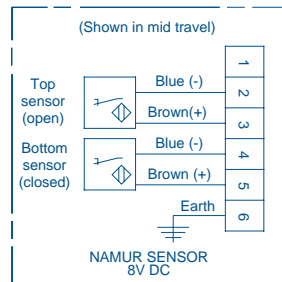 (Shown in mid travel)
Top
sensor
(open)
Blue (-)
Brown(+)
Bottom
sensor
(closed)
Blue (-)
Brown (+)
Earth
1
2
3
4
5
6
NAMUR SENSOR
8V DC